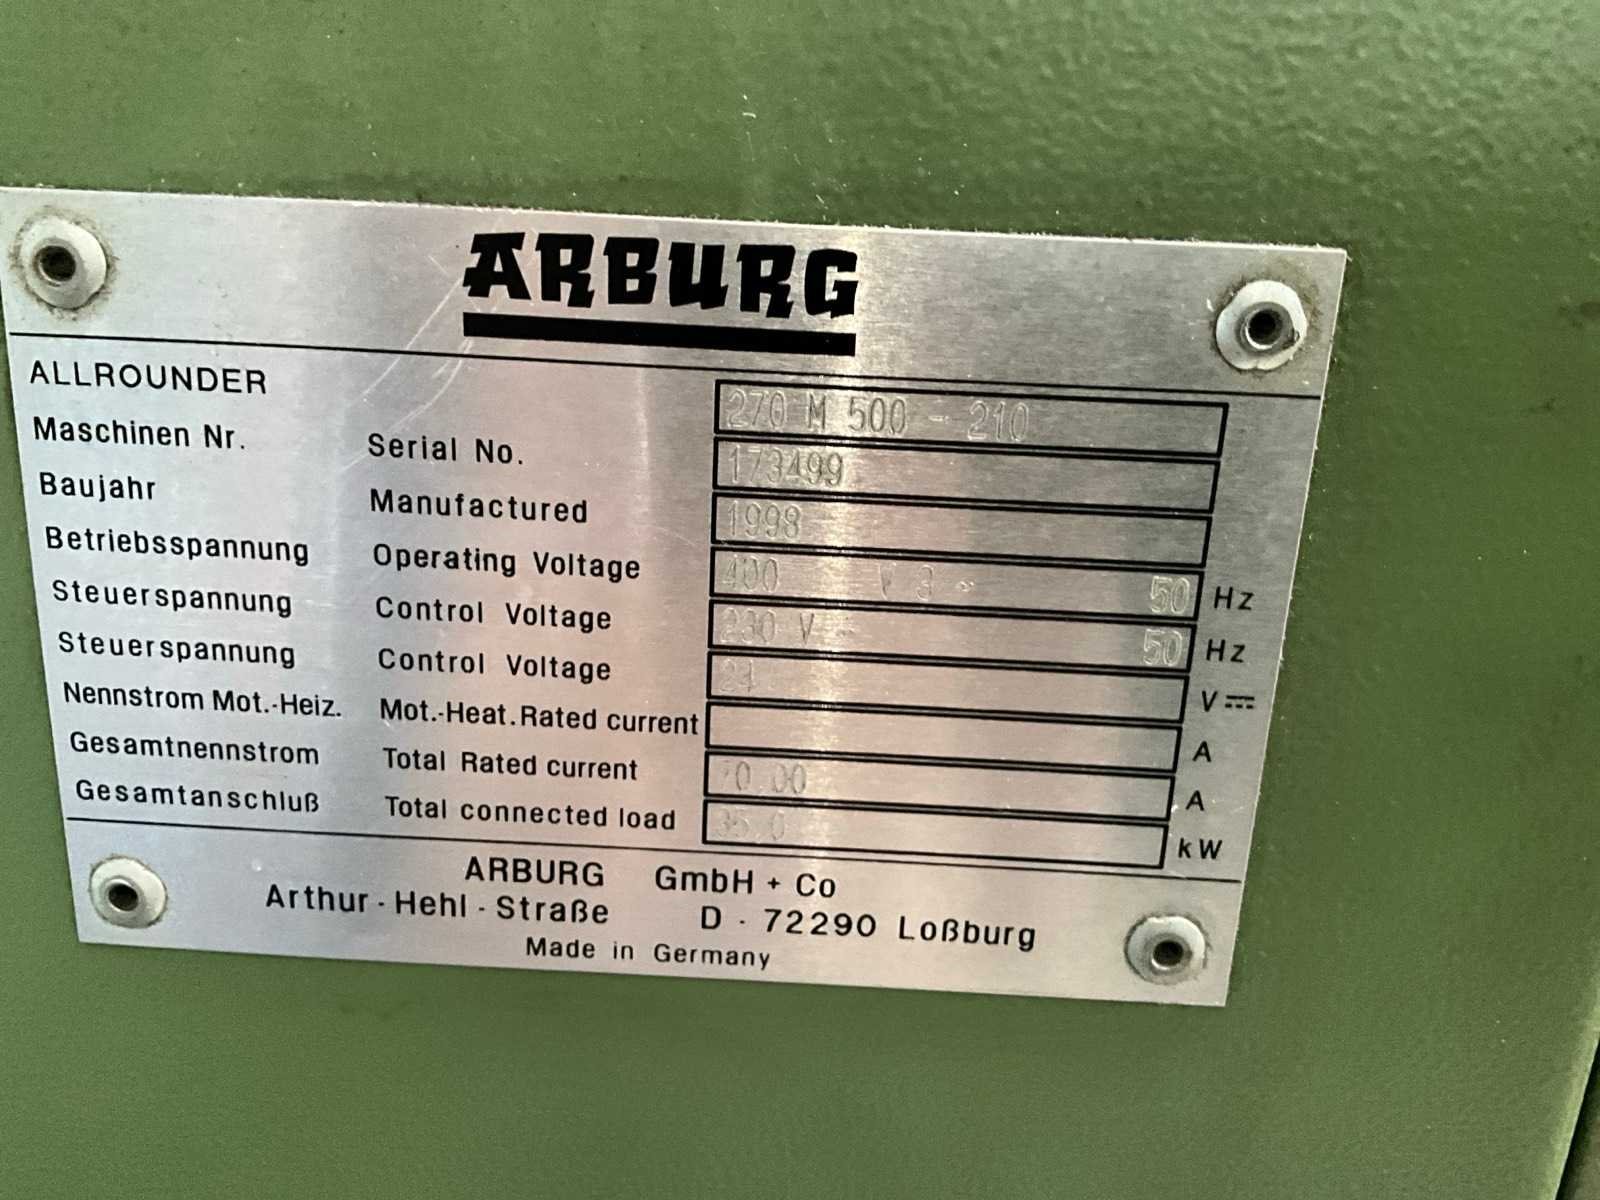 ARBURG
ALLROUNDER 270 M 500 - 210
Maschinen Nr. Serial No. 173499
Baujahr Manufactured 1998
Betriebsspannung Operating Voltage 400 V 3 ~ 50 Hz
Steuerspannung Control Voltage 230 V 50 Hz
Steuerspannung Control Voltage 24 V
Nennstrom Mot.-Heiz. Mot.-Heat.Rated current A
Gesamtnennstrom Total Rated current 70.00 A
Gesamtanschluß Total connected load 35.0 kW
ARBURG GmbH + Co
Arthur - Hehl - Straße D - 72290 Loßburg
Made in Germany